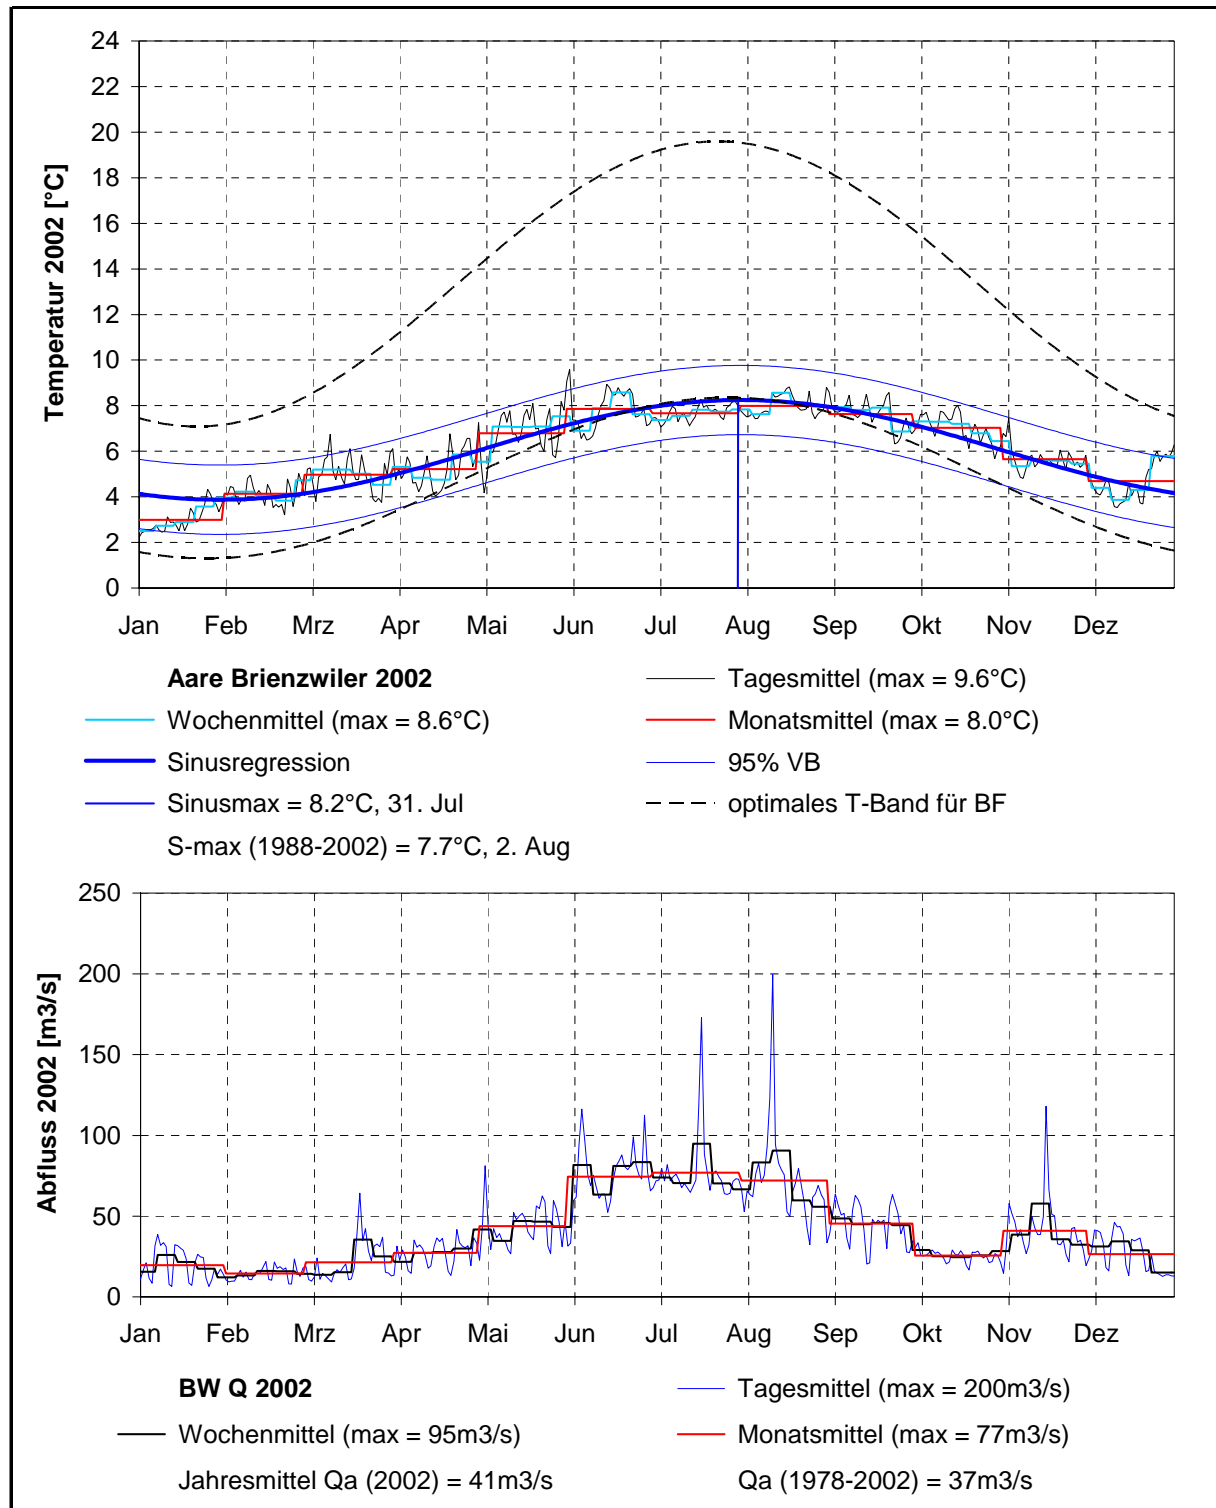 Temperatur 2002 [°C]
24
22
20
18
16
14
12
10
8
6
4
2
0
Jan Feb Mrz Apr Mai Jun Jul Aug Sep Okt Nov Dez
Aare Brienzwiler 2002
Tagesmittel (max = 9.6°C)
Wochenmittel (max = 8.6°C)
Monatsmittel (max = 8.0°C)
Sinusregression
95% VB
Sinusmax = 8.2°C, 31. Jul
optimales T-Band für BF
S-max (1988-2002) = 7.7°C, 2. Aug
Abfluss 2002 [m3/s]
250
200
150
100
50
0
Jan Feb Mrz Apr Mai Jun Jul Aug Sep Okt Nov Dez
BW Q 2002
Tagesmittel (max = 200m3/s)
Wochenmittel (max = 95m3/s)
Monatsmittel (max = 77m3/s)
Jahresmittel Qa (2002) = 41m3/s
Qa (1978-2002) = 37m3/s